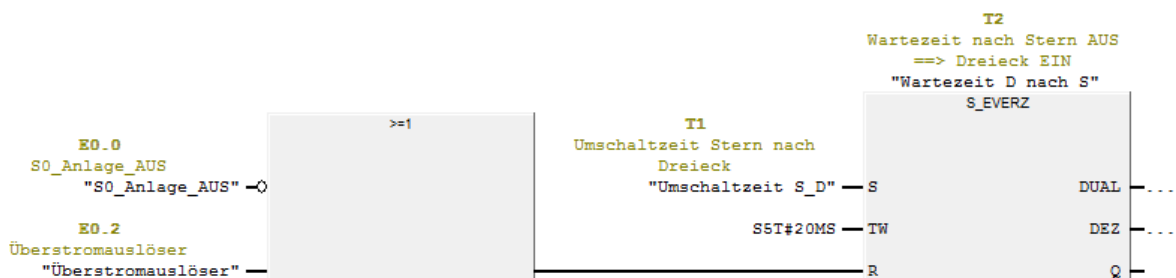 T2
Wartezeit nach Stern AUS
==> Dreieck EIN
"Wartezeit D nach S"
S_EVERZ
>=1
E0.0
S0_Anlage_AUS
"S0_Anlage_AUS"
T1
Umschaltzeit Stern nach
Dreieck
"Umschaltzeit S_D"
S
DUAL
...
S5T#20MS
TW
DEZ
...
E0.2
Überstromauslöser
"Überstromauslöser"
R
Q